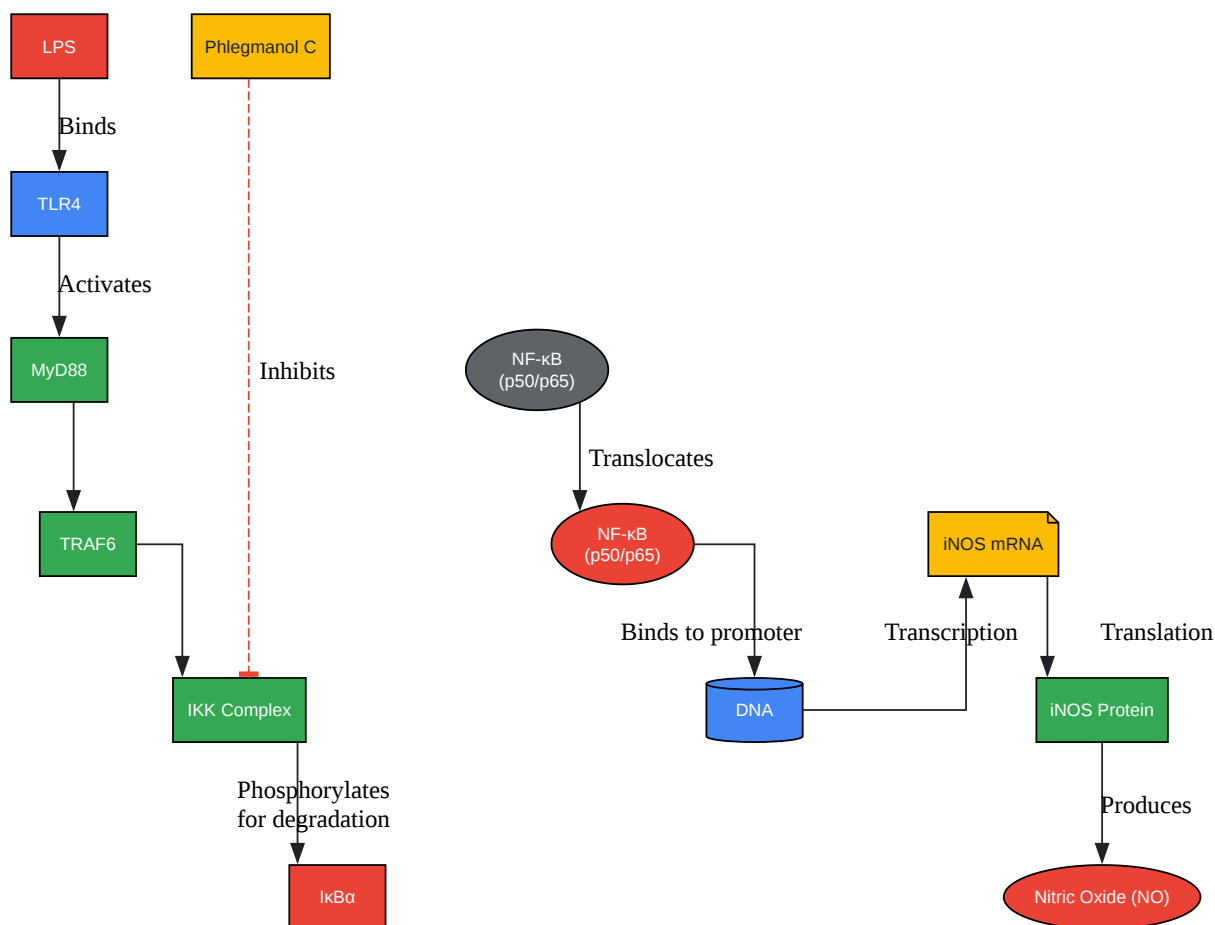 LPS
Phlegmanol C
Binds
TLR4
Activates
MyD88
Inhibits
NF-κB
(p50/p65)
Translocates
TRAF6
NF-κB
(p50/p65)
iNOS mRNA
Binds to promoter
Transcription
Translation
IKK Complex
DNA
iNOS Protein
Phosphorylates
for degradation
Produces
IκBα
Nitric Oxide (NO)